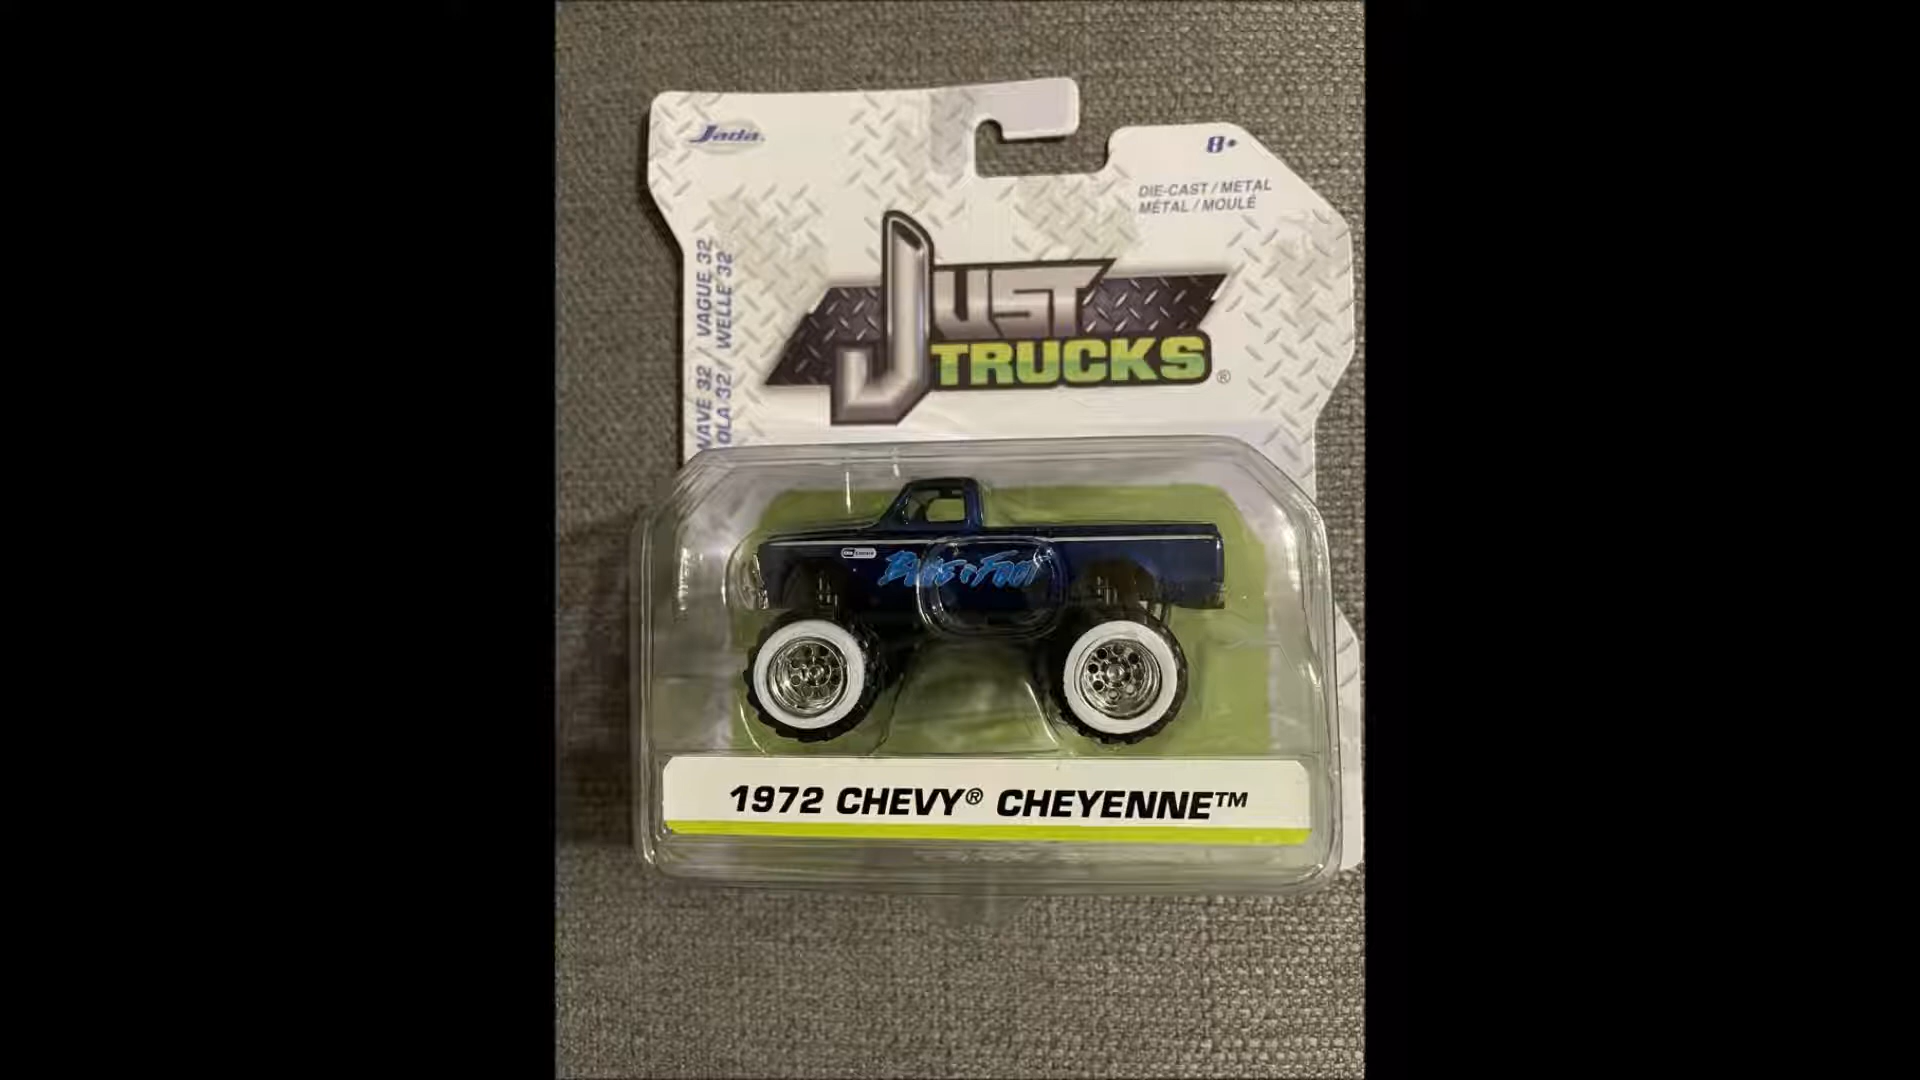 Jada.
8+
DIE-CAST / METAL
MÉTAL / MOULÉ
WAVE 32 / VAGUE 32
OLA 32 / WELLE 32
JUST
TRUCKS®
1972 CHEVY® CHEYENNE™